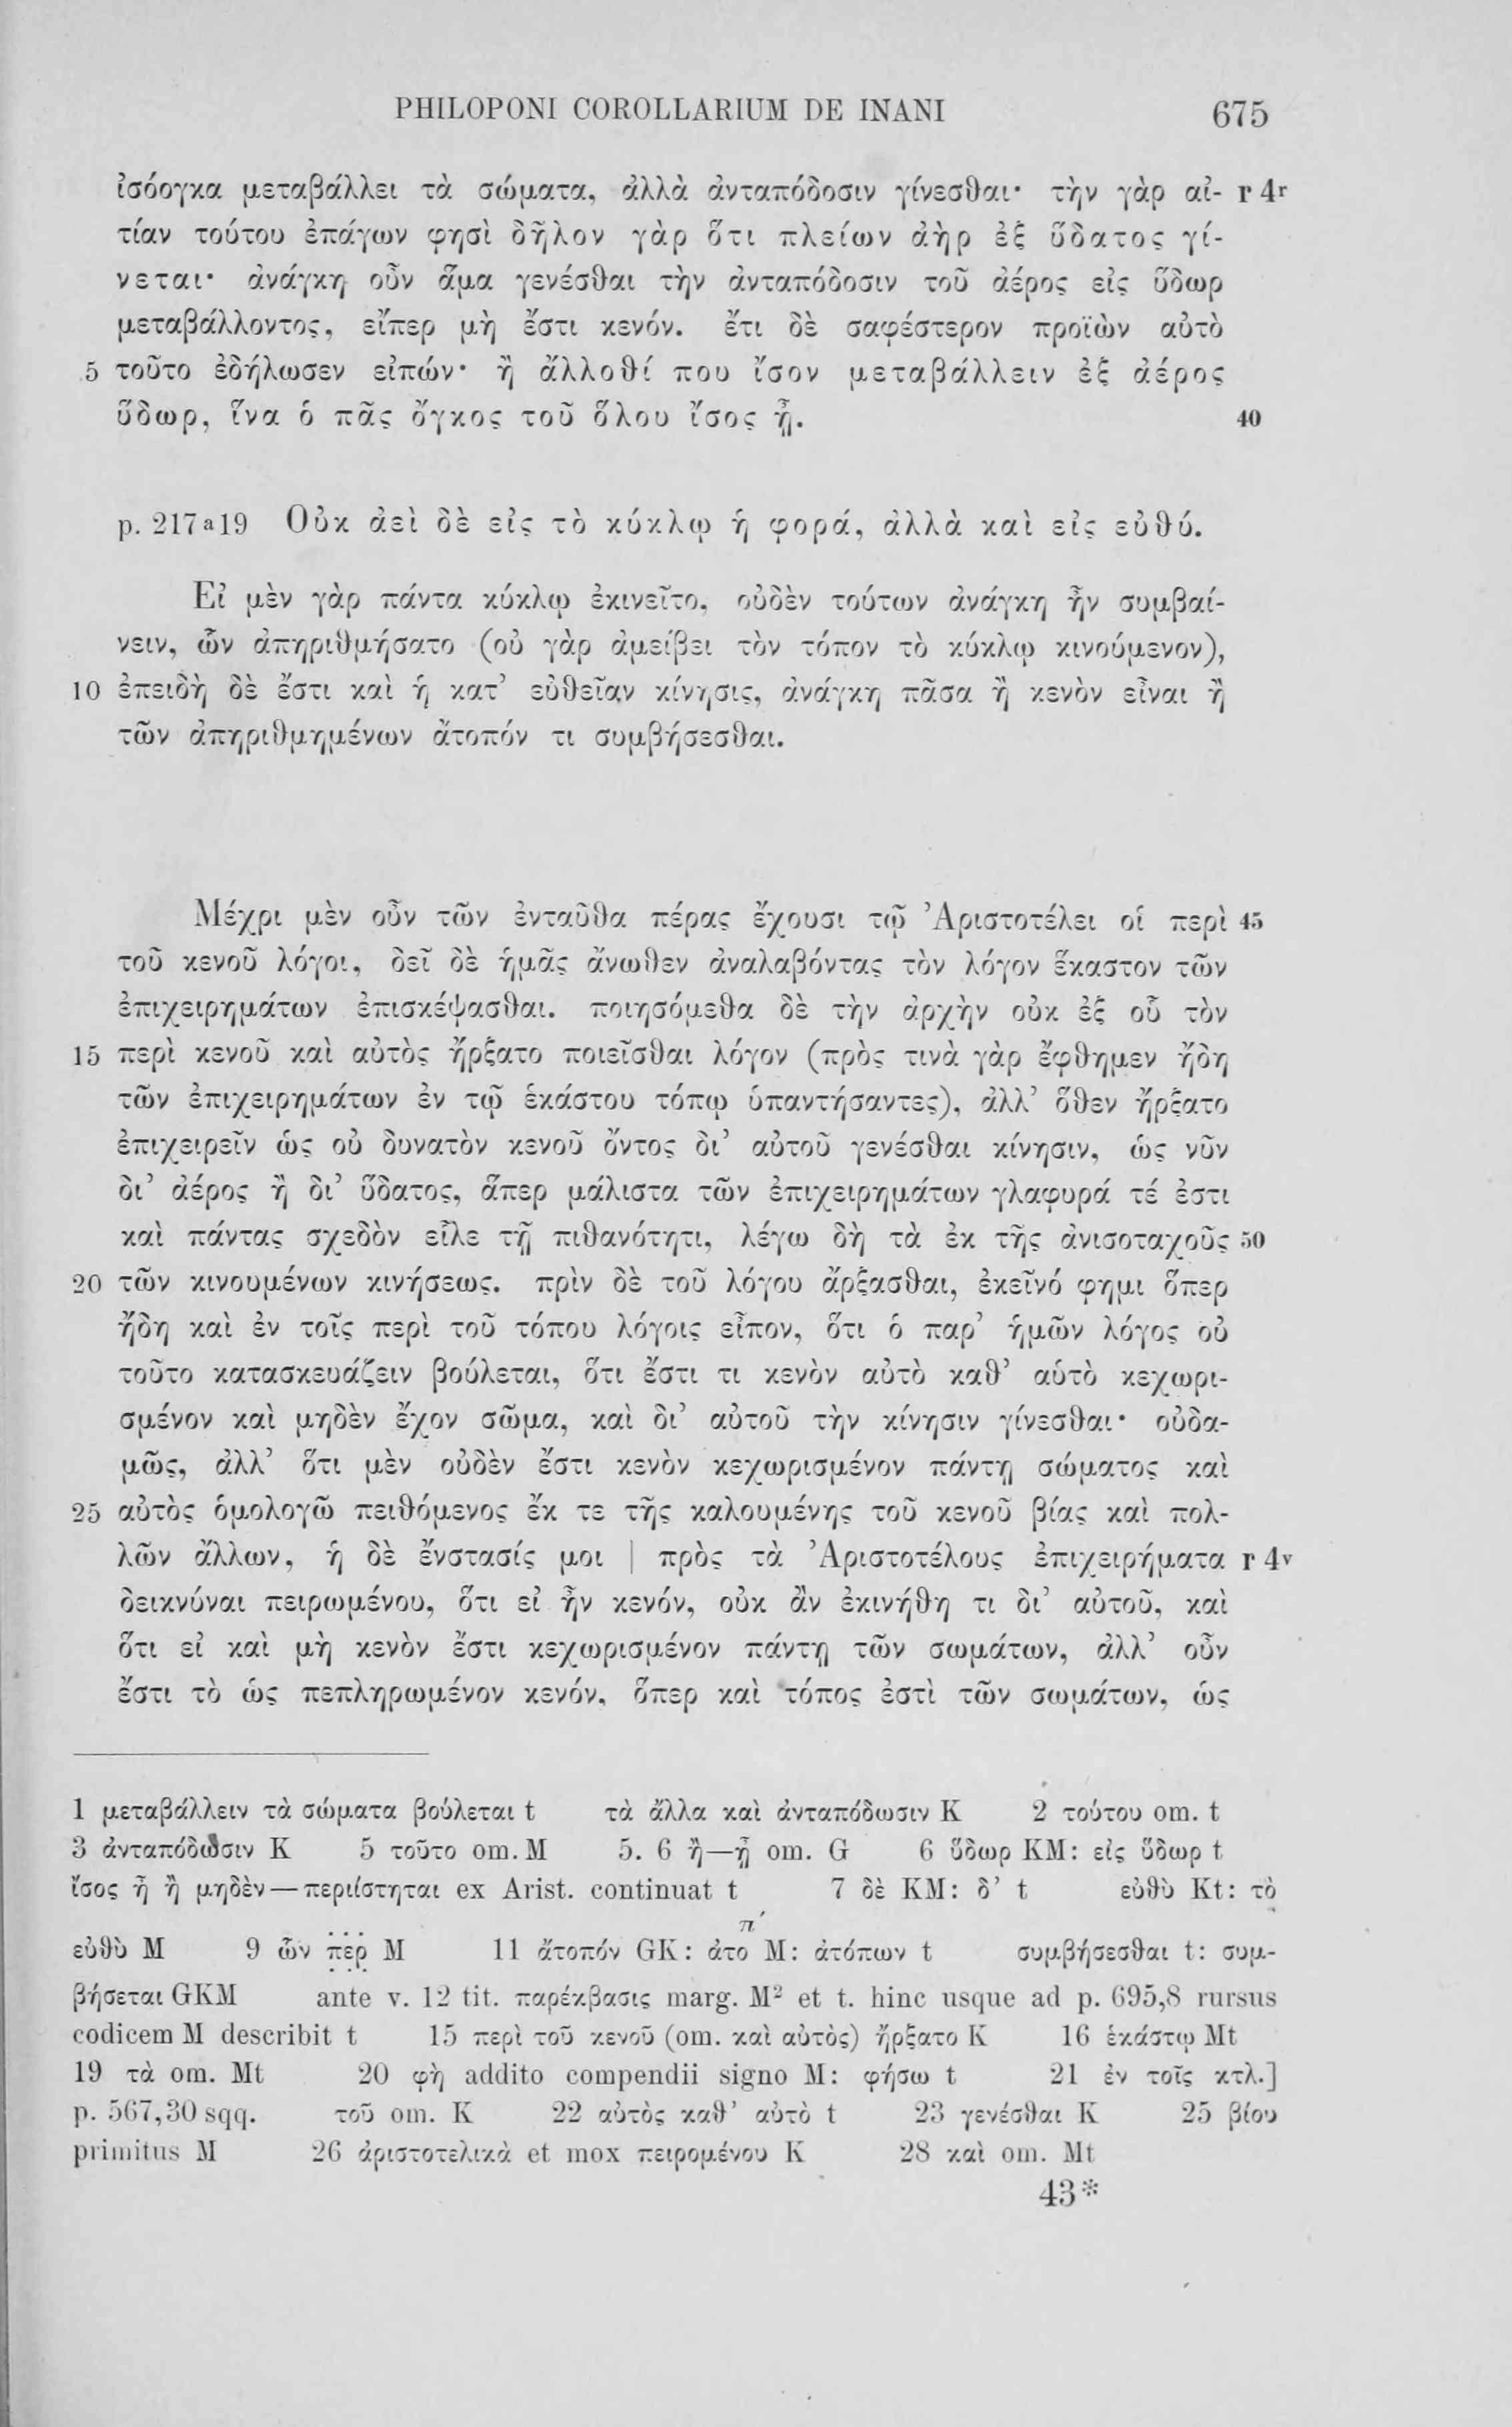 PHILOPONI COROLLARIUM DE INANI 675
ἰσόογκα μεταβάλλει τὰ σώματα, ἀλλὰ ἀνταπόδοσιν γίνεσθαι· τὴν γὰρ αἰ- r 4r
τίαν τούτου ἐπάγων φησὶ δῆλον γὰρ ὅτι πλείων ἀὴρ ἐξ ὕδατος γί-
νεται· ἀνάγκη οὖν ἅμα γενέσθαι τὴν ἀνταπόδοσιν τοῦ ἀέρος εἰς ὕδωρ
μεταβάλλοντος, εἴπερ μὴ ἔστι κενόν. ἔτι δὲ σαφέστερον προϊὼν αὐτὸ
5 τοῦτο ἐδήλωσεν εἰπών· ἢ ἄλλοθί που ἴσον μεταβάλλειν ἐξ ἀέρος
ὕδωρ, ἵνα ὁ πᾶς ὄγκος τοῦ ὅλου ἴσος ᾖ. 40
p. 217a19 Οὐκ ἀεὶ δὲ εἰς τὸ κύκλῳ ἡ φορά, ἀλλὰ καὶ εἰς εὐθύ.
Εἰ μὲν γὰρ πάντα κύκλῳ ἐκινεῖτο, οὐδὲν τούτων ἀνάγκη ἦν συμβαί-
νειν, ὧν ἀπηριθμήσατο (οὐ γὰρ ἀμείβει τὸν τόπον τὸ κύκλῳ κινούμενον),
10 ἐπειδὴ δὲ ἔστι καὶ ἡ κατ’ εὐθεῖαν κίνησις, ἀνάγκη πᾶσα ἢ κενὸν εἶναι ἢ
τῶν ἀπηριθμημένων ἄτοπόν τι συμβήσεσθαι.
Μέχρι μὲν οὖν τῶν ἐνταῦθα πέρας ἔχουσι τῷ Ἀριστοτέλει οἱ περὶ 45
τοῦ κενοῦ λόγοι, δεῖ δὲ ἡμᾶς ἄνωθεν ἀναλαβόντας τὸν λόγον ἕκαστον τῶν
ἐπιχειρημάτων ἐπισκέψασθαι. ποιησόμεθα δὲ τὴν ἀρχὴν οὐκ ἐξ οὗ τὸν
15 περὶ κενοῦ καὶ αὐτὸς ἤρξατο ποιεῖσθαι λόγον (πρὸς τινὰ γὰρ ἔφθημεν ἤδη
τῶν ἐπιχειρημάτων ἐν τῷ ἑκάστου τόπῳ ὑπαντήσαντες), ἀλλ’ ὅθεν ἤρξατο
ἐπιχειρεῖν ὡς οὐ δυνατὸν κενοῦ ὄντος δι’ αὐτοῦ γενέσθαι κίνησιν, ὡς νῦν
δι’ ἀέρος ἢ δι’ ὕδατος, ἅπερ μάλιστα τῶν ἐπιχειρημάτων γλαφυρά τέ ἐστι
καὶ πάντας σχεδὸν εἷλε τῇ πιθανότητι, λέγω δὴ τὰ ἐκ τῆς ἀνισοταχοῦς 50
20 τῶν κινουμένων κινήσεως. πρὶν δὲ τοῦ λόγου ἄρξασθαι, ἐκεῖνό φημι ὅπερ
ἤδη καὶ ἐν τοῖς περὶ τοῦ τόπου λόγοις εἶπον, ὅτι ὁ παρ’ ἡμῶν λόγος οὐ
τοῦτο κατασκευάζειν βούλεται, ὅτι ἔστι τι κενὸν αὐτὸ καθ’ αὑτὸ κεχωρι-
σμένον καὶ μηδὲν ἔχον σῶμα, καὶ δι’ αὐτοῦ τὴν κίνησιν γίνεσθαι· οὐδα-
μῶς, ἀλλ’ ὅτι μὲν οὐδὲν ἔστι κενὸν κεχωρισμένον πάντῃ σώματος καὶ
25 αὐτὸς ὁμολογῶ πειθόμενος ἔκ τε τῆς καλουμένης τοῦ κενοῦ βίας καὶ πολ-
λῶν ἄλλων, ἡ δὲ ἔνστασίς μοι | πρὸς τὰ Ἀριστοτέλους ἐπιχειρήματα r 4v
δεικνύναι πειρωμένου, ὅτι εἰ ἦν κενόν, οὐκ ἂν ἐκινήθη τι δι’ αὐτοῦ, καὶ
ὅτι εἰ καὶ μὴ κενὸν ἔστι κεχωρισμένον πάντῃ τῶν σωμάτων, ἀλλ’ οὖν
ἔστι τὸ ὡς πεπληρωμένον κενόν, ὅπερ καὶ τόπος ἐστὶ τῶν σωμάτων, ὡς
1 μεταβάλλειν τὰ σώματα βούλεται t τὰ ἄλλα καὶ ἀνταπόδωσιν K 2 τούτου om. t
3 ἀνταπόδωσιν K 5 τοῦτο om. M 5. 6 ἢ—ᾖ om. G 6 ὕδωρ KM: εἰς ὕδωρ t
ἴσος ᾖ ἢ μηδὲν — περιίστηται ex Arist. continuat t 7 δὲ KM: δ’ t εὐθὺ Kt: τὸ
εὐθὺ M 9 ὧν περ M 11 ἄτοπόν GK: ἀτοπ́ M: ἀτόπων t συμβήσεσθαι t: συμ-
βήσεται GKM ante v. 12 tit. παρέκβασις marg. M² et t. hinc usque ad p. 695,8 rursus
codicem M describit t 15 περὶ τοῦ κενοῦ (om. καὶ αὐτὸς) ἤρξατο K 16 ἑκάστῳ Mt
19 τὰ om. Mt 20 φὴ addito compendii signo M: φήσω t 21 ἐν τοῖς κτλ.]
p. 567,30 sqq. τοῦ om. K 22 αὐτὸς καθ’ αὑτὸ t 23 γενέσθαι K 25 βίου
primitus M 26 ἀριστοτελικὰ et mox πειρομένου K 28 καὶ om. Mt
43*